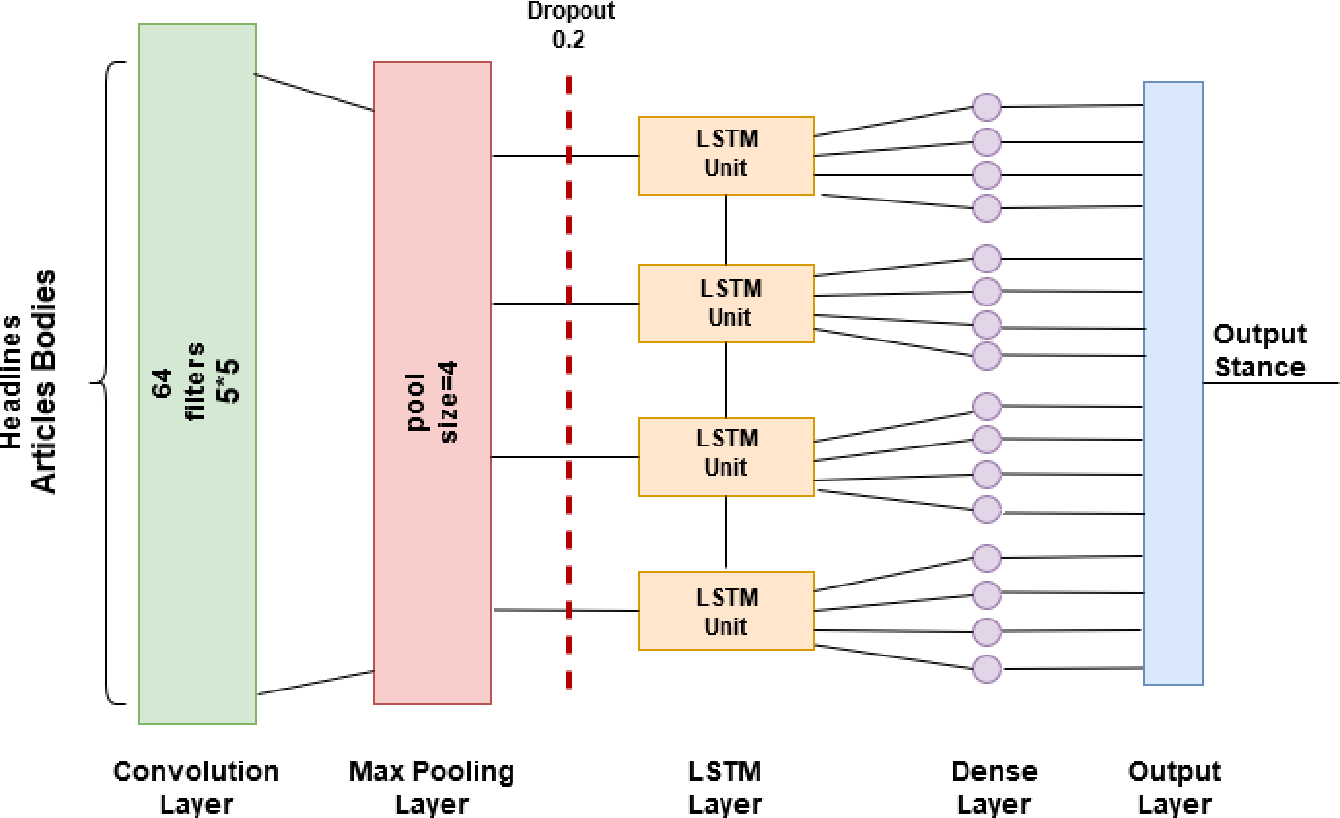 Dropout
0.2
Headlines
Articles Bodies
64
filters
5*5
pool
size=4
LSTM
Unit
LSTM
Unit
LSTM
Unit
LSTM
Unit
Output
Stance
Convolution
Layer
Max Pooling
Layer
LSTM
Layer
Dense
Layer
Output
Layer